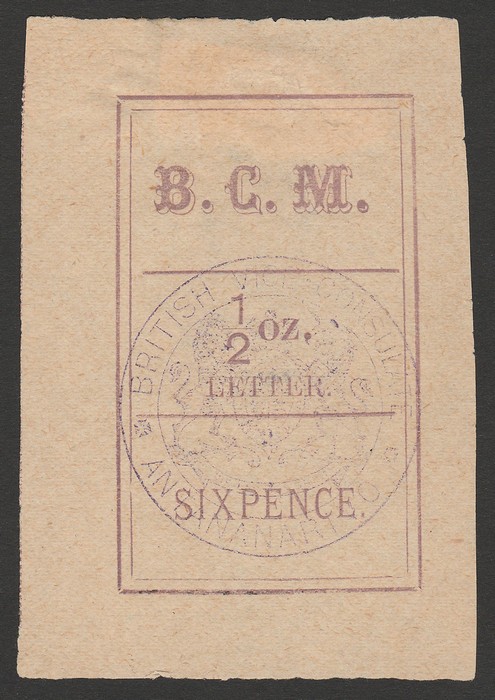 B. C. M.
1/2 oz.
LETTER.
SIXPENCE.
BRITISH VICE-CONSULATE
ANTANANARIVO